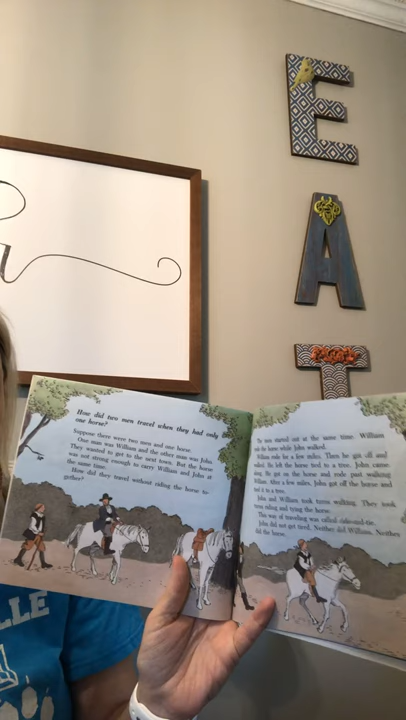 E
A
T
How did two men travel when they had only
one horse?
Suppose there were two men and one horse.
One man was William and the other man was John.
They wanted to get to the next town. But the horse
was not strong enough to carry William and John at
the same time.
How did they travel without riding the horse to-
gether?
The men started out at the same time. William
rode the horse while John walked.
William rode for a few miles. Then he got off and
walked. He left the horse tied to a tree. John came
along. He got on the horse and rode past walking
William. After a few miles, John got off the horse and
tied it to a tree.
John and William took turns walking. They took
turns riding and tying the horse.
This way of traveling was called ride-and-tie.
John did not get tired. Neither did William. Neither
did the horse.
LLE